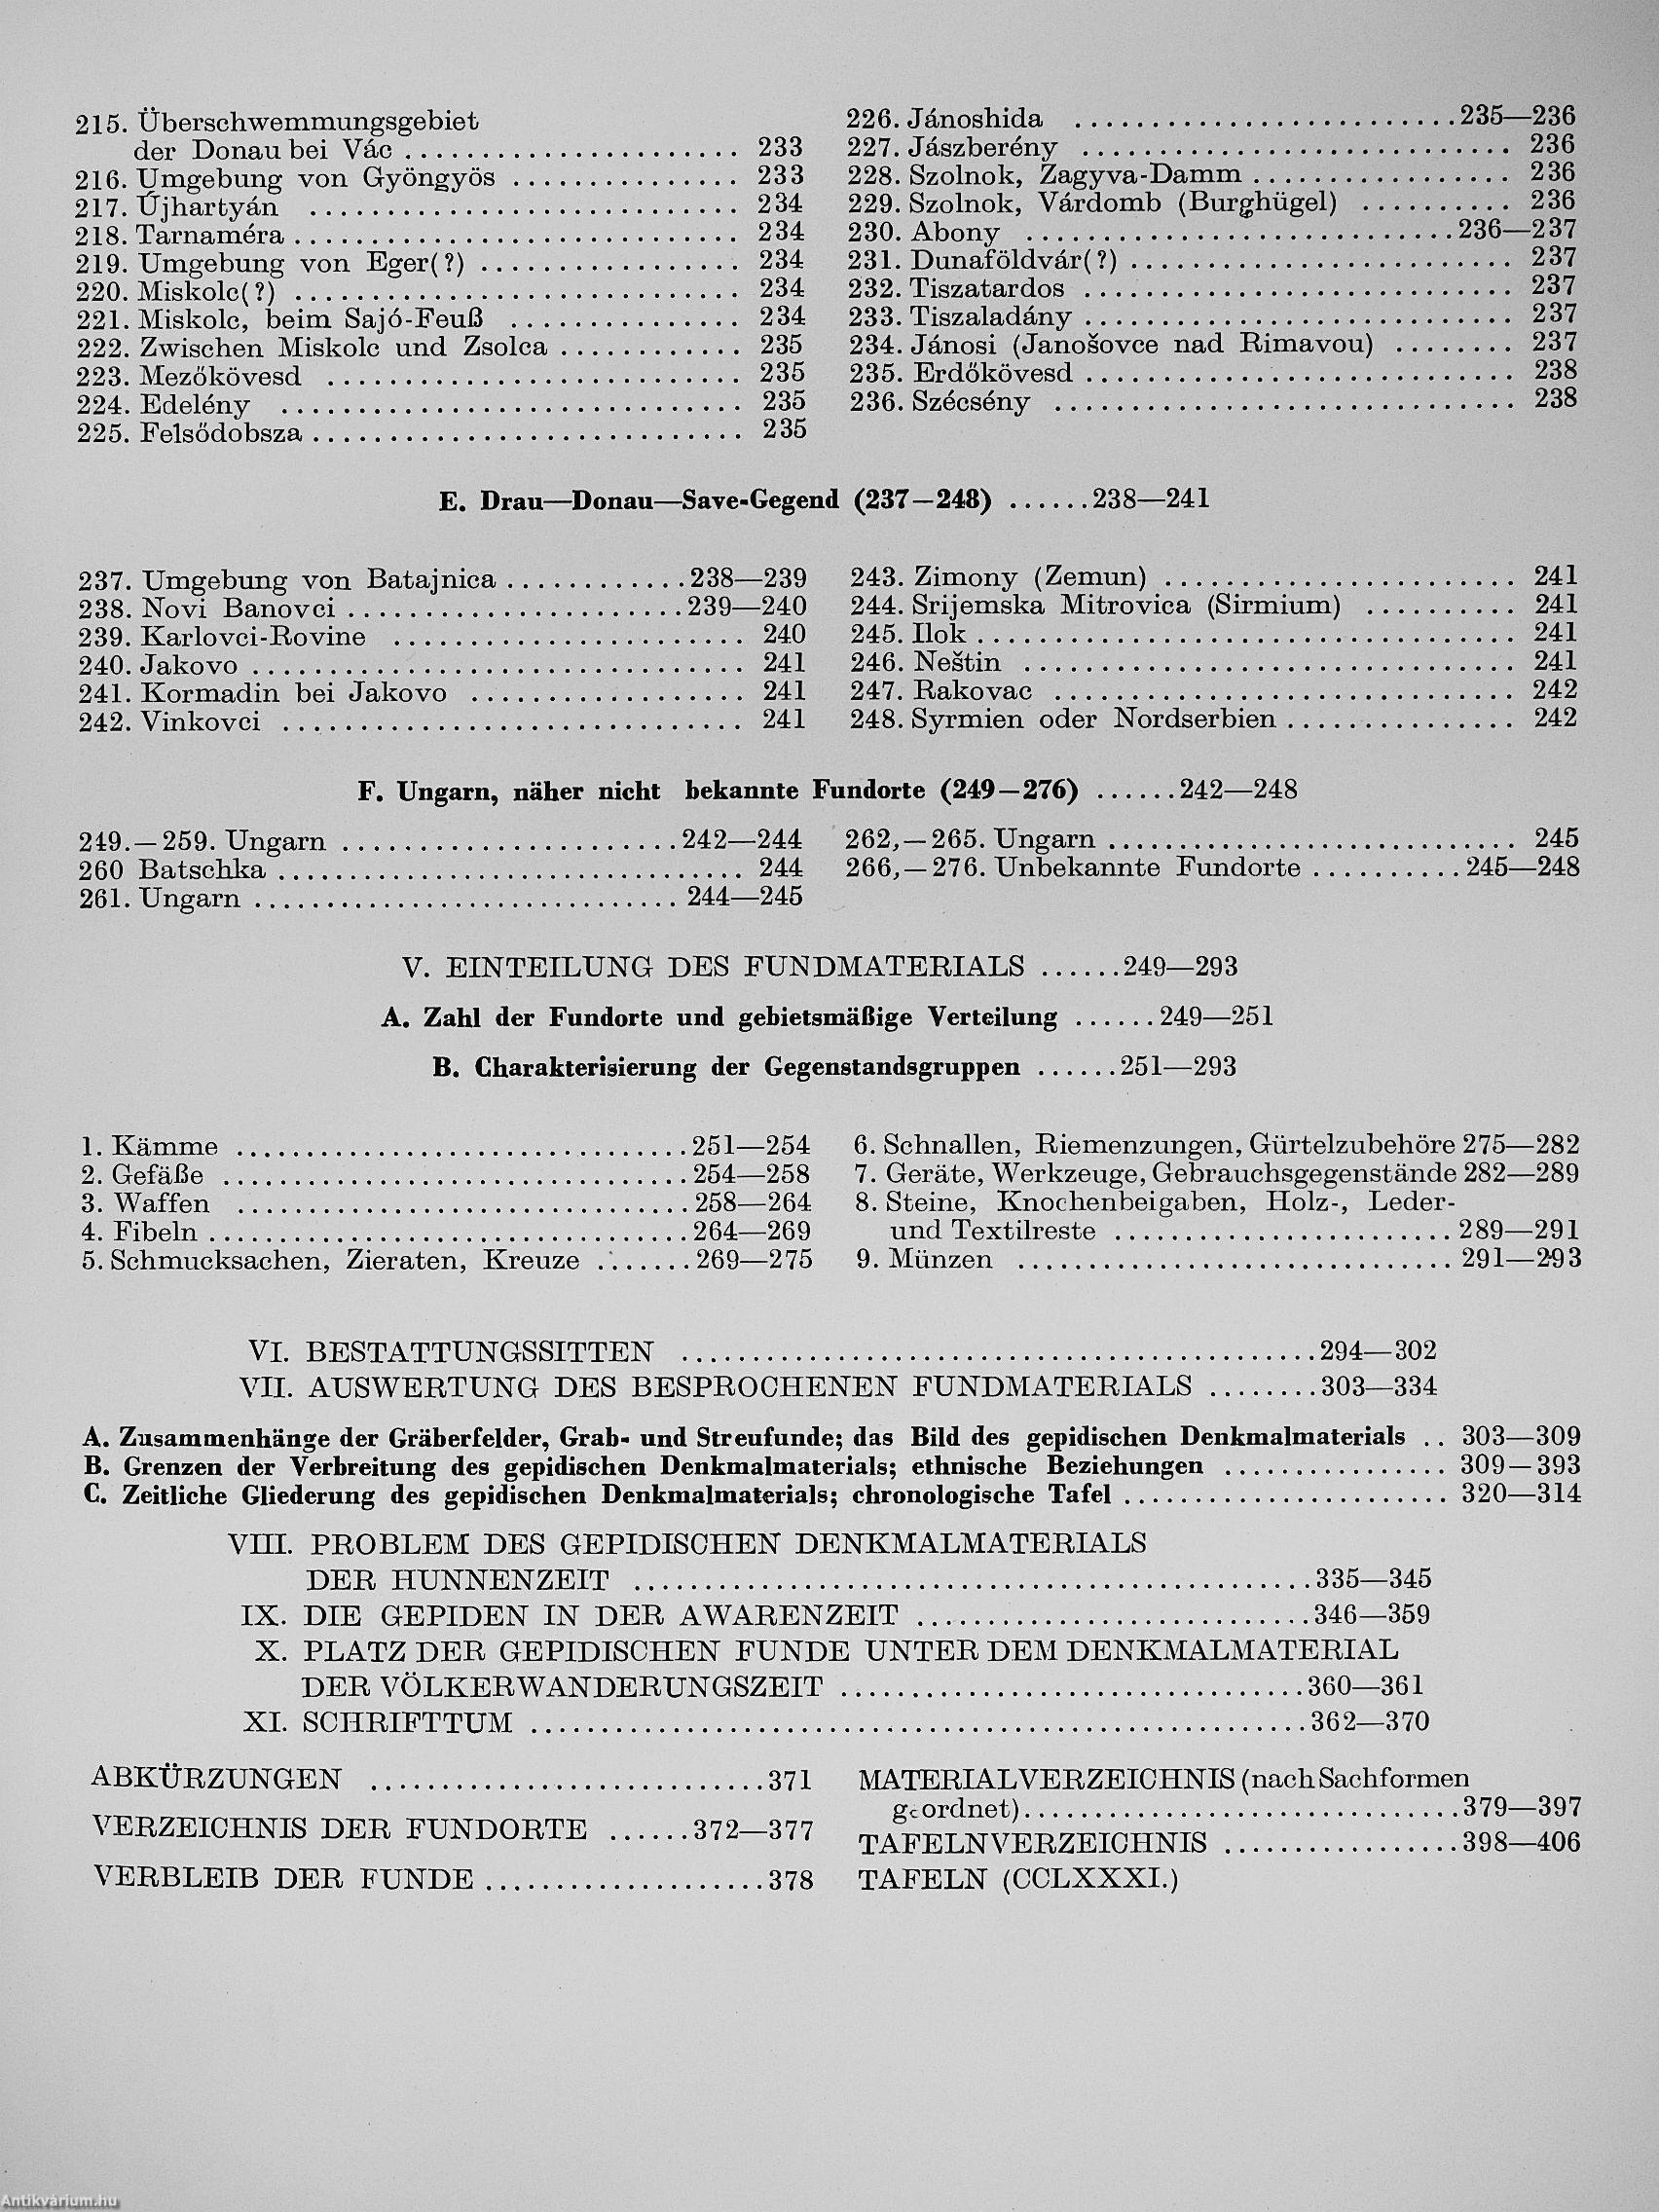 215. Überschwemmungsgebiet
der Donau bei Vác ...................... 233
216. Umgebung von Gyöngyös ............... 233
217. Újhartyán ............................ 234
218. Tarnaméra ............................. 234
219. Umgebung von Eger(?) ................. 234
220. Miskolc(?) ............................. 234
221. Miskolc, beim Sajó-Feuß ............... 234
222. Zwischen Miskolc und Zsolca ............ 235
223. Mezőkövesd ........................... 235
224. Edelény .............................. 235
225. Felsődobsza ............................ 235
226. Jánoshida .........................235—236
227. Jászberény ............................ 236
228. Szolnok, Zagyva-Damm ................. 236
229. Szolnok, Várdomb (Burghügel) .......... 236
230. Abony ............................236—237
231. Dunaföldvár(?) ......................... 237
232. Tiszatardos ............................ 237
233. Tiszaladány ............................ 237
234. Jánosi (Janošovce nad Rimavou) ........ 237
235. Erdőkövesd ............................ 238
236. Szécsény .............................. 238
E. Drau—Donau—Save-Gegend (237—248) ......238—241
237. Umgebung von Batajnica ............238—239
238. Novi Banovci ......................239—240
239. Karlovci-Rovine ....................... 240
240. Jakovo ................................ 241
241. Kormadin bei Jakovo .................. 241
242. Vinkovci .............................. 241
243. Zimony (Zemun) ....................... 241
244. Srijemska Mitrovica (Sirmium) .......... 241
245. Ilok ................................... 241
246. Neštin ................................ 241
247. Rakovac .............................. 242
248. Syrmien oder Nordserbien ............... 242
F. Ungarn, näher nicht bekannte Fundorte (249—276) ......242—248
249.—259. Ungarn ......................242—244
260 Batschka .............................. 244
261. Ungarn ............................ 244—245
262,—265. Ungarn ........................... 245
266,—276. Unbekannte Fundorte ..........245—248
V. EINTEILUNG DES FUNDMATERIALS ......249—293
A. Zahl der Fundorte und gebietsmäßige Verteilung ......249—251
B. Charakterisierung der Gegenstandsgruppen ......251—293
1. Kämme .............................251—254
2. Gefäße ..............................254—258
3. Waffen .............................258—264
4. Fibeln ...............................264—269
5. Schmucksachen, Zieraten, Kreuze .......269—275
6. Schnallen, Riemenzungen, Gürtelzubehöre 275—282
7. Geräte, Werkzeuge, Gebrauchsgegenstände 282—289
8. Steine, Knochenbeigaben, Holz-, Leder-
und Textilreste ......................289—291
9. Münzen ............................ 291—293
VI. BESTATTUNGSSITTEN .............................................294—302
VII. AUSWERTUNG DES BESPROCHENEN FUNDMATERIALS ........303—334
A. Zusammenhänge der Gräberfelder, Grab- und Streufunde; das Bild des gepidischen Denkmalmaterials .. 303—309
B. Grenzen der Verbreitung des gepidischen Denkmalmaterials; ethnische Beziehungen ................ 309—393
C. Zeitliche Gliederung des gepidischen Denkmalmaterials; chronologische Tafel ....................... 320—314
VIII. PROBLEM DES GEPIDISCHEN DENKMALMATERIALS
DER HUNNENZEIT ................................................335—345
IX. DIE GEPIDEN IN DER AWARENZEIT ............................346—359
X. PLATZ DER GEPIDISCHEN FUNDE UNTER DEM DENKMALMATERIAL
DER VÖLKERWANDERUNGSZEIT .................................360—361
XI. SCHRIFTTUM .......................................................362—370
ABKÜRZUNGEN ............................371
VERZEICHNIS DER FUNDORTE ......372—377
VERBLEIB DER FUNDE ....................378
MATERIALVERZEICHNIS (nach Sachformen
geordnet)...............................379—397
TAFELNVERZEICHNIS .................398—406
TAFELN (CCLXXXI.)
Antikvárium.hu